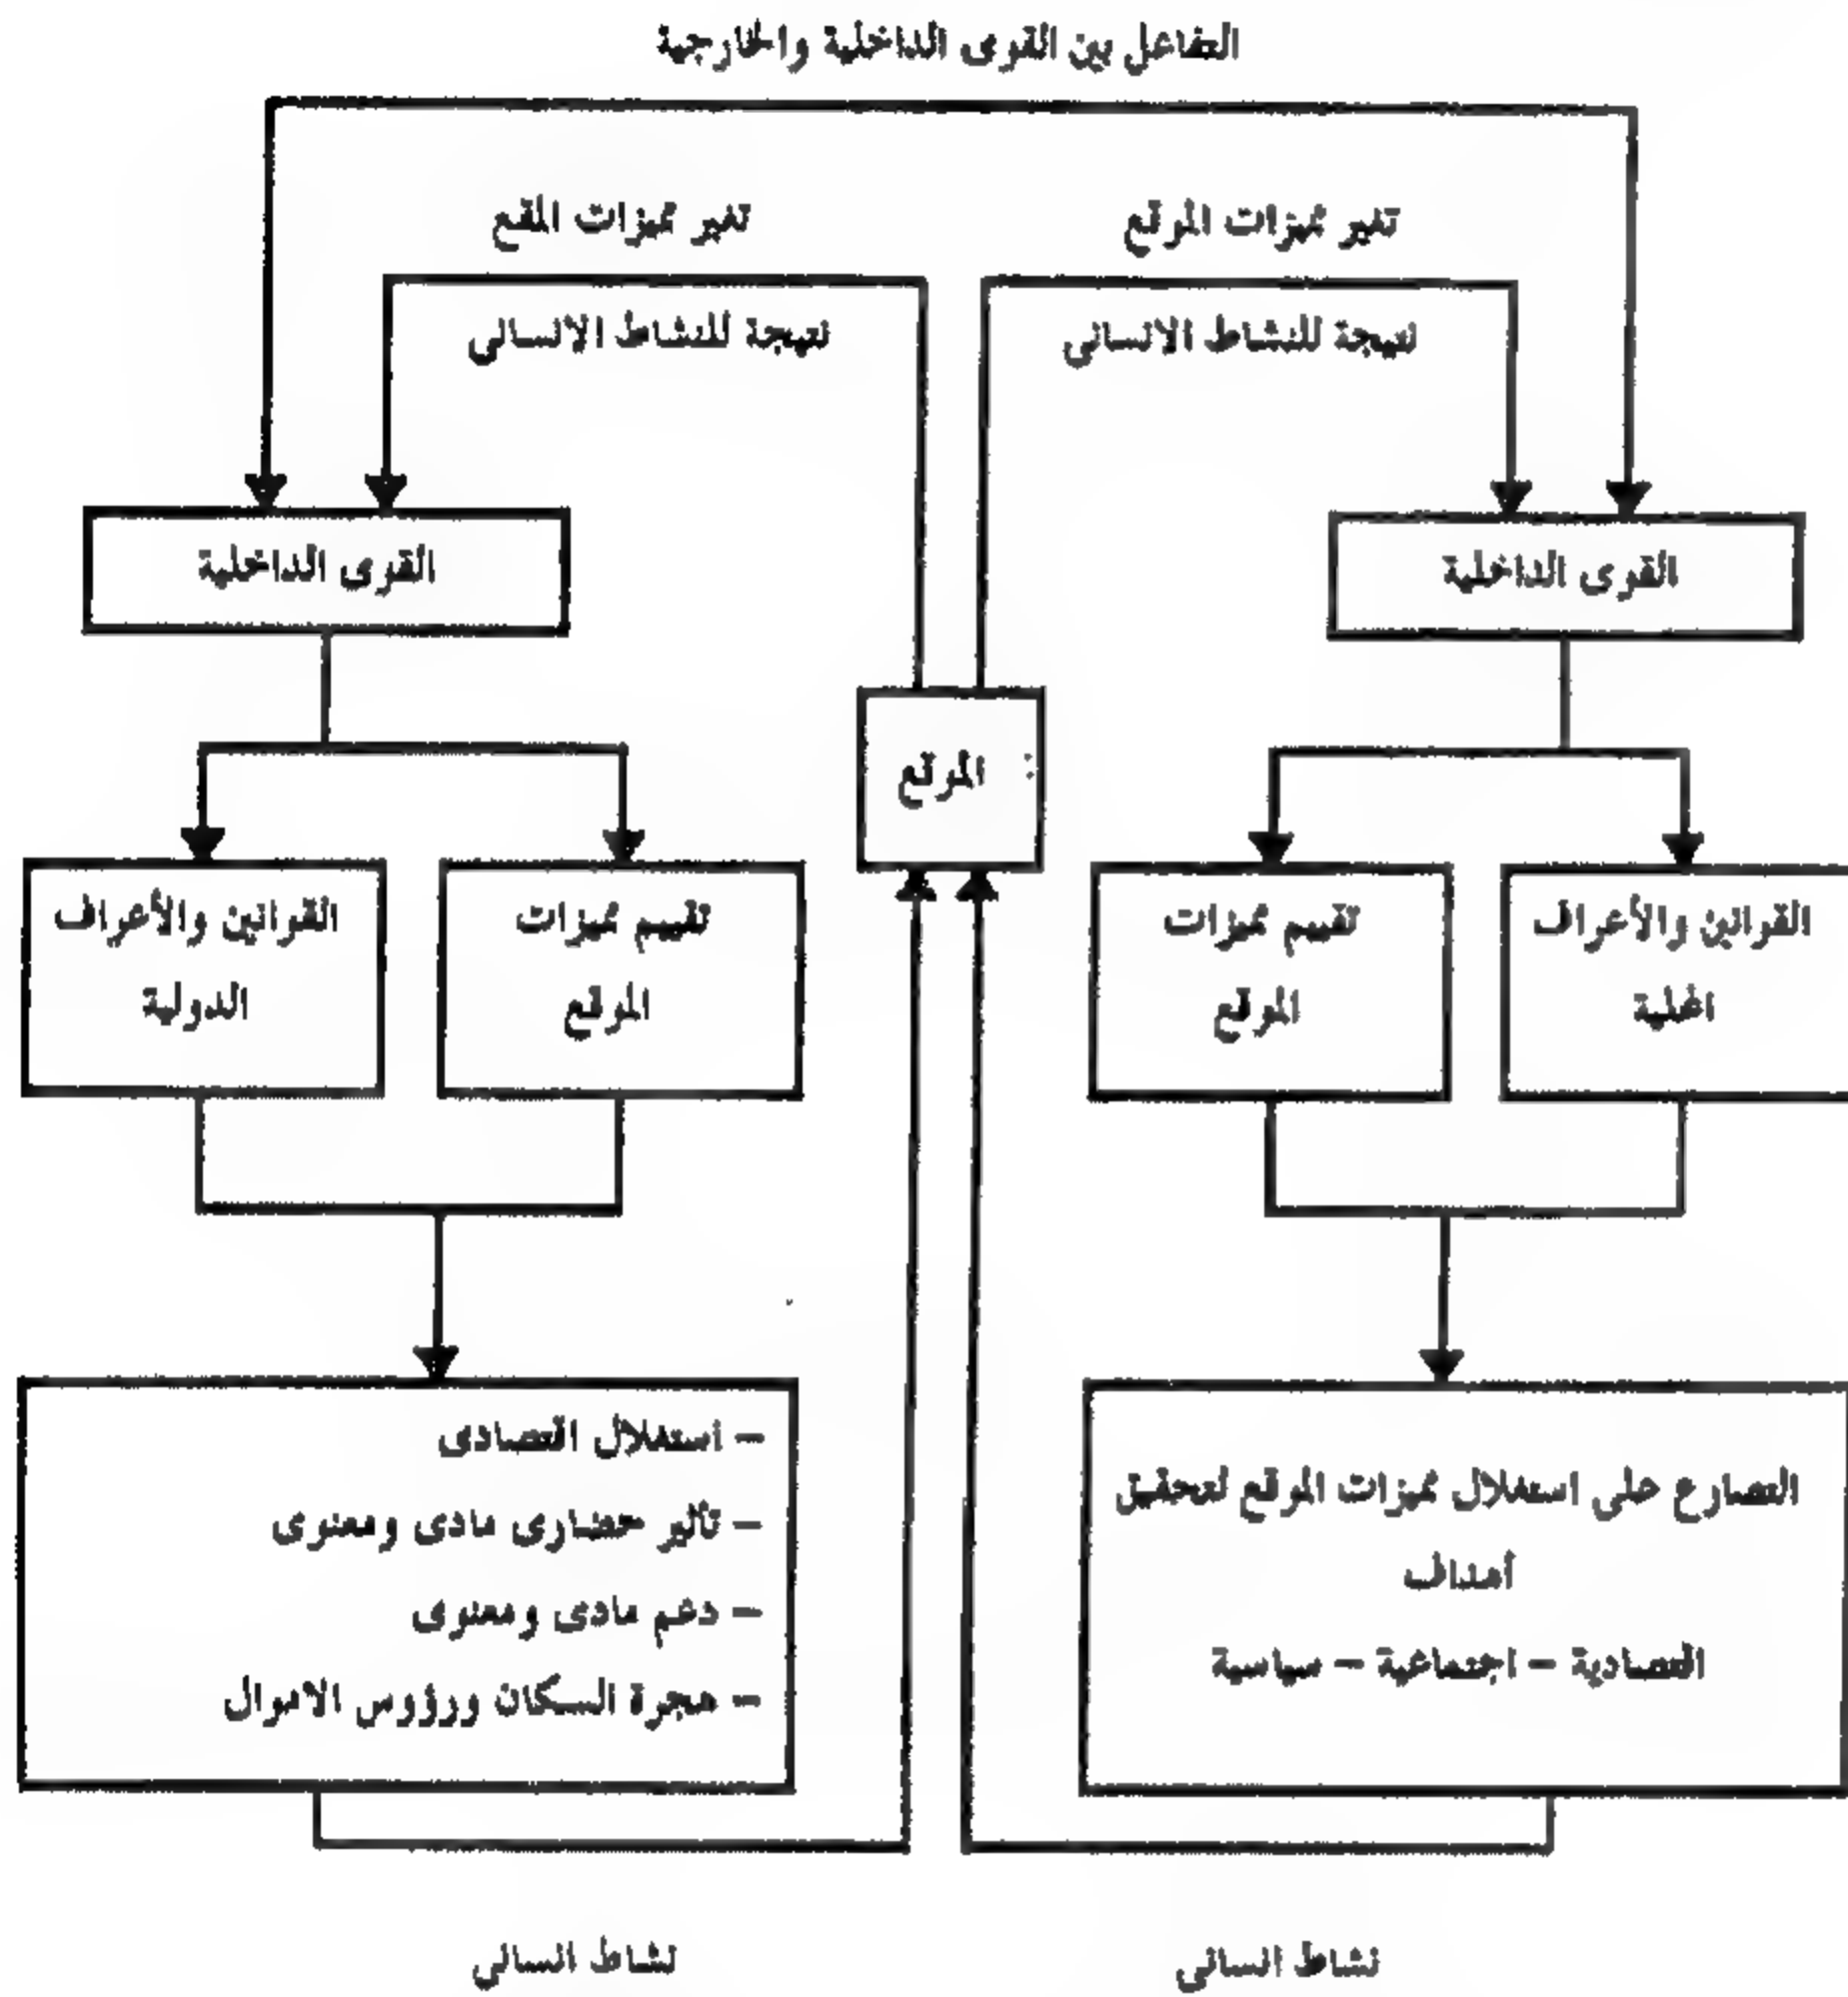 التفاعل بين القوى الداخلية والخارجية
تغير مميزات الموقع
نتيجة للنشاط الانسانى
تغير مميزات المقع
نتيجة للنشاط الانسانى
القوى الداخلية
القوى الداخلية
: الموقع
القوانين والأعراف
المحلية
تقييم مميزات
الموقع
تقييم مميزات
الموقع
القوانين والأعراف
الدولية
التصارع على استغلال مميزات الموقع لتحقيق
أهداف
اقتصادية – اجتماعية – سياسية
– استغلال اقتصادى
– تأثير حضارى مادى ومعنوى
– دعم مادى ومعنوى
– هجرة السكان ورؤوس الاموال
نشاط انسانى
نشاط انسانى